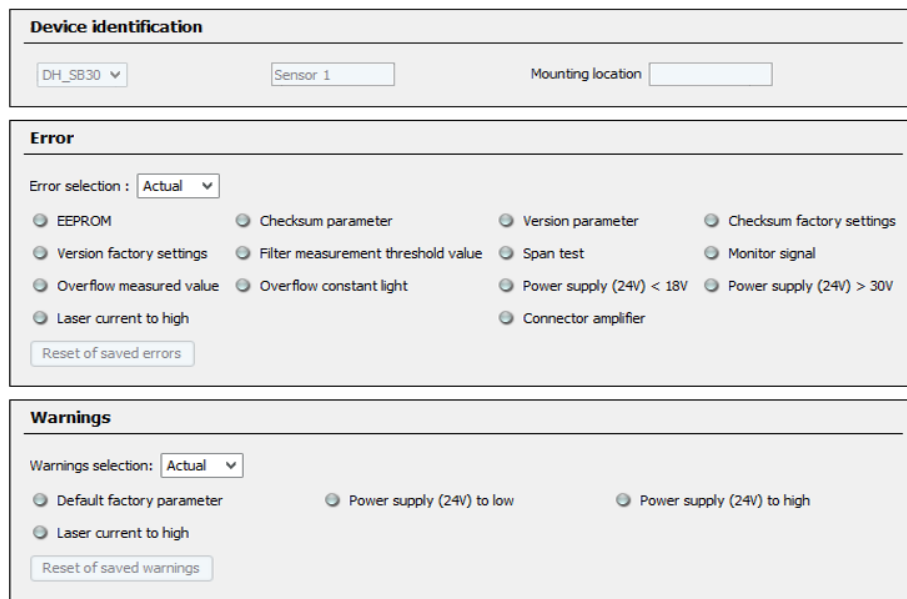 Device identification
DH_SB30 Sensor 1 Mounting location
Error
Error selection : Actual
EEPROM Checksum parameter Version parameter Checksum factory settings
Version factory settings Filter measurement threshold value Span test Monitor signal
Overflow measured value Overflow constant light Power supply (24V) < 18V Power supply (24V) > 30V
Laser current to high Connector amplifier
Reset of saved errors
Warnings
Warnings selection: Actual
Default factory parameter Power supply (24V) to low Power supply (24V) to high
Laser current to high
Reset of saved warnings